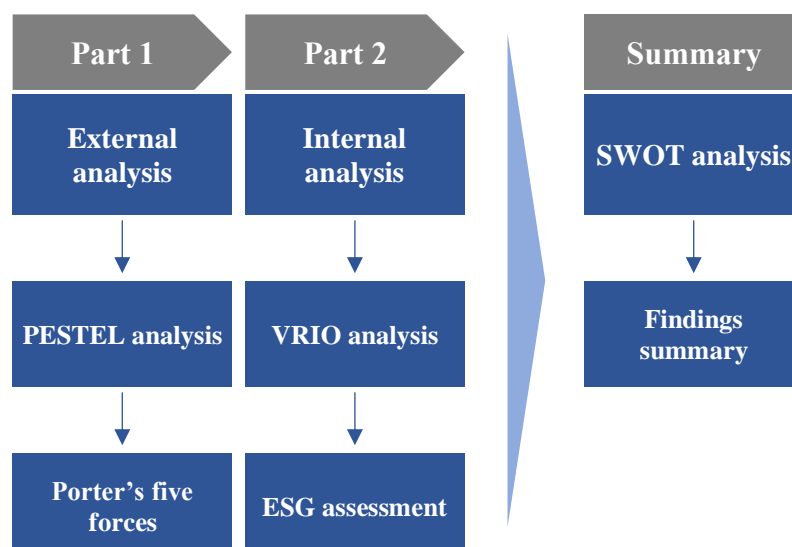 Part 1
External
analysis
PESTEL analysis
Porter’s five
forces
Part 2
Internal
analysis
VRIO analysis
ESG assessment
Summary
SWOT analysis
Findings
summary